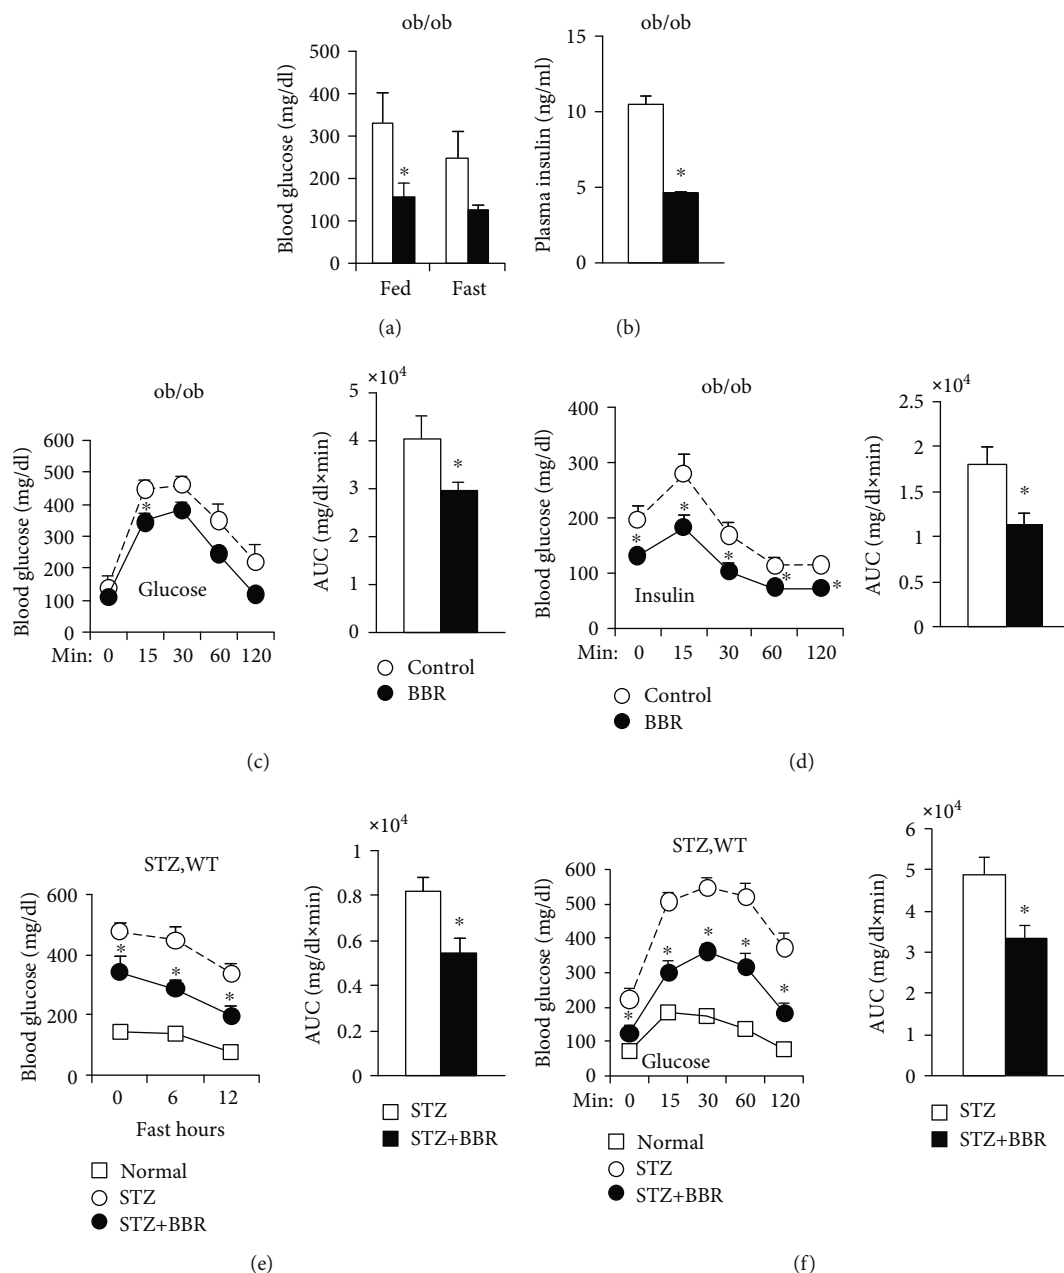 ob/ob
Blood glucose (mg/dl)
500
400
300
200
100
0
*
Fed Fast
(a)
ob/ob
Plasma insulin (ng/ml)
15
10
5
0
*
(b)
ob/ob
Blood glucose (mg/dl)
600
500
400
300
200
100
0
*
Glucose
Min: 0 15 30 60 120
×10⁴
AUC (mg/dl×min)
5
4
3
2
1
0
*
Control
BBR
(c)
ob/ob
Blood glucose (mg/dl)
400
300
200
100
0
* * * * *
Insulin
Min: 0 15 30 60 120
Control
BBR
×10⁴
AUC (mg/dl×min)
2.5
2
1.5
1
0.5
0
*
(d)
STZ,WT
Blood glucose (mg/dl)
600
400
200
0
* * *
0 6 12
Fast hours
Normal
STZ
STZ+BBR
×10⁴
AUC (mg/dl×min)
1
0.8
0.6
0.4
0.2
0
*
STZ
STZ+BBR
(e)
STZ,WT
Blood glucose (mg/dl)
600
500
400
300
200
100
0
* * * * *
Glucose
Min: 0 15 30 60 120
Normal
STZ
STZ+BBR
×10⁴
AUC (mg/dl×min)
6
5
4
3
2
1
0
*
STZ
STZ+BBR
(f)